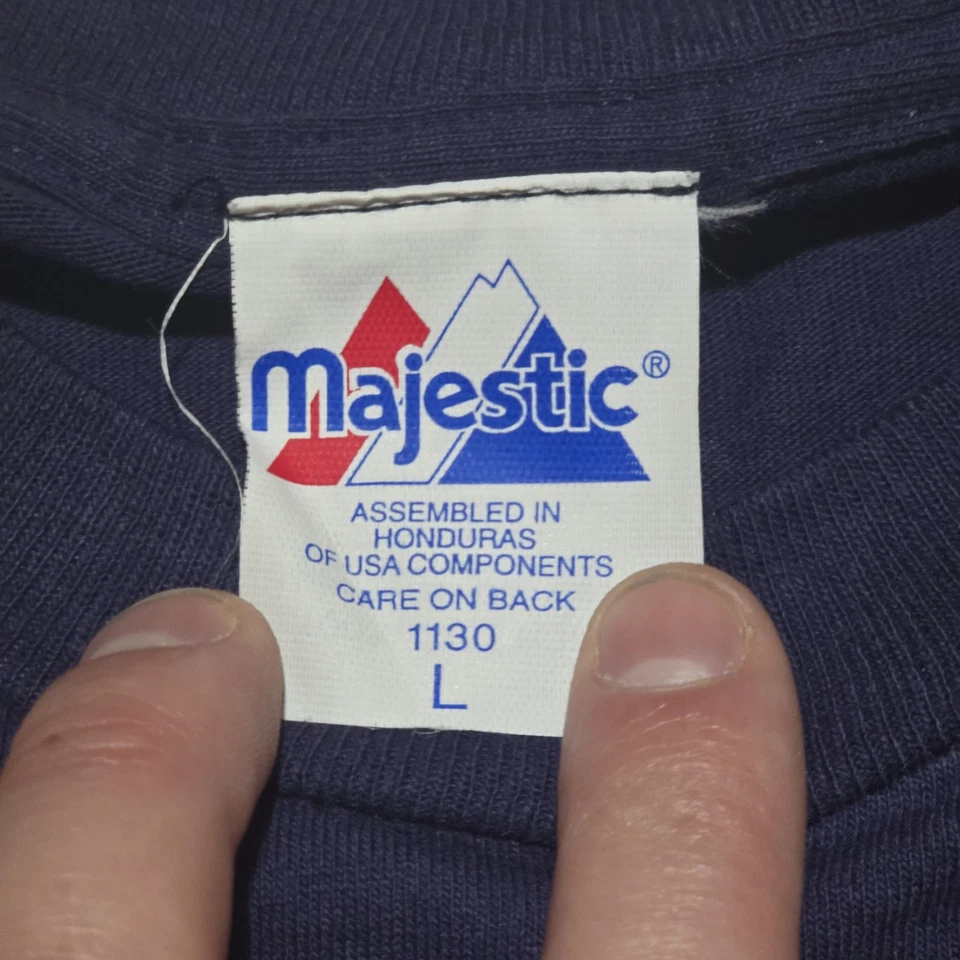 Majestic®
ASSEMBLED IN
HONDURAS
OF USA COMPONENTS
CARE ON BACK
1130
L